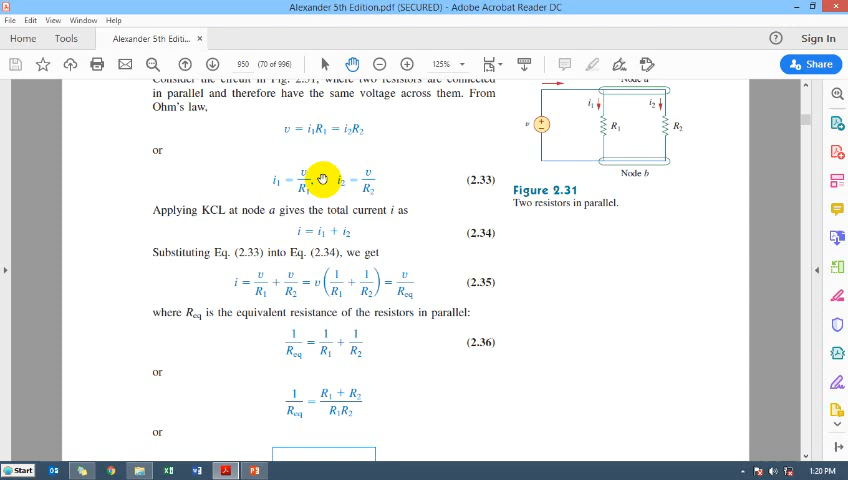 Alexander 5th Edition.pdf (SECURED) - Adobe Acrobat Reader DC
File Edit View Window Help
Home Tools Alexander 5th Editi... × Sign In
950 (70 of 996) 125% Share
in parallel and therefore have the same voltage across them. From
Ohm's law,
υ = i₁R₁ = i₂R₂
or
i₁ = υ/R₁, i₂ = υ/R₂ (2.33)
Applying KCL at node a gives the total current i as
i = i₁ + i₂ (2.34)
Substituting Eq. (2.33) into Eq. (2.34), we get
i = υ/R₁ + υ/R₂ = υ(1/R₁ + 1/R₂) = υ/Req (2.35)
where Req is the equivalent resistance of the resistors in parallel:
1/Req = 1/R₁ + 1/R₂ (2.36)
or
1/Req = (R₁ + R₂)/R₁R₂
or
i₁ i₂
υ + − R₁ R₂
Node b
Figure 2.31
Two resistors in parallel.
Start 1:20 PM